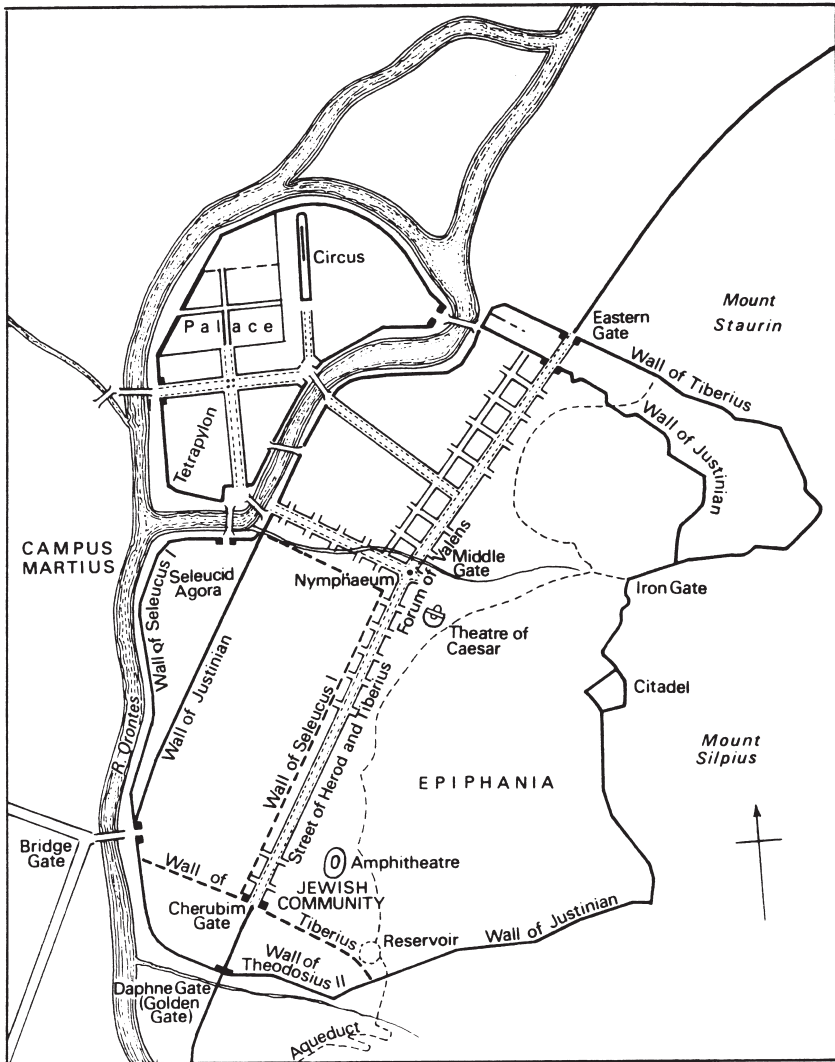 Circus
Palace
Mount
Staurin
Eastern
Gate
Wall of Tiberius
Wall of Justinian
Tetrapylon
CAMPUS
MARTIUS
Seleucid
Agora
Nymphaeum
Middle
Gate
Forum of Valens
Iron Gate
Theatre of
Caesar
Wall of Seleucus I
Wall of Justinian
Wall of Seleucus I
Street of Herod and Tiberius
R. Orontes
Citadel
Mount
Silpius
EPIPHANIA
Bridge
Gate
Wall of
Tiberius
Amphitheatre
JEWISH
COMMUNITY
Cherubim
Gate
Reservoir
Wall of Justinian
Wall of
Theodosius II
Daphne Gate
(Golden
Gate)
Aqueduct